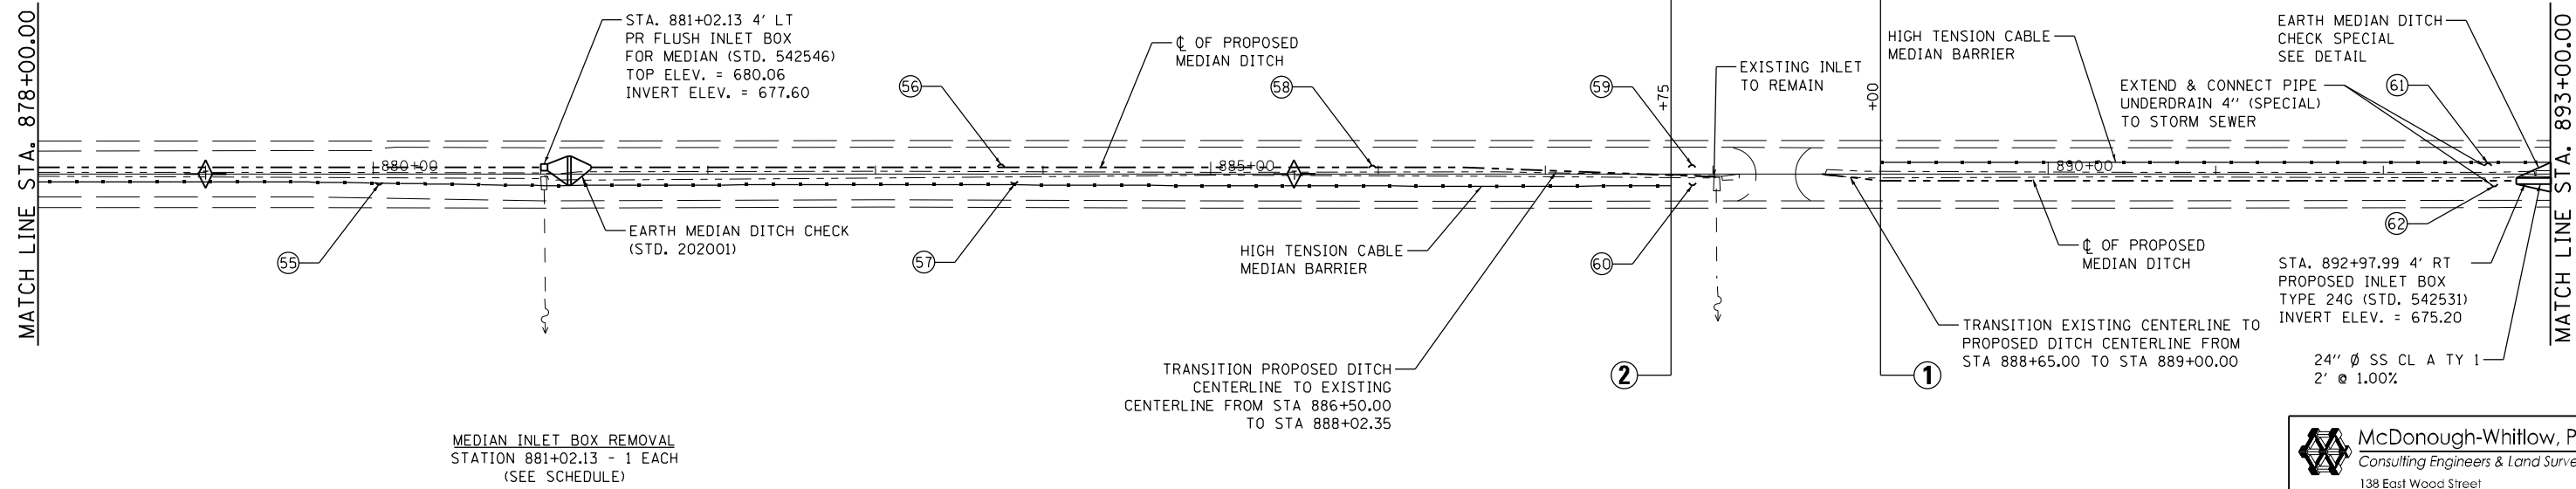 MATCH LINE STA. 878+00.00
STA. 881+02.13 4' LT
PR FLUSH INLET BOX
FOR MEDIAN (STD. 542546)
TOP ELEV. = 680.06
INVERT ELEV. = 677.60
56
℄ OF PROPOSED
MEDIAN DITCH
58
59
+75
EXISTING INLET
TO REMAIN
+00
HIGH TENSION CABLE
MEDIAN BARRIER
EARTH MEDIAN DITCH
CHECK SPECIAL
SEE DETAIL
EXTEND & CONNECT PIPE
UNDERDRAIN 4'' (SPECIAL)
TO STORM SEWER
61
MATCH LINE STA. 893+00.00
880+00
885+00
890+00
55
EARTH MEDIAN DITCH CHECK
(STD. 202001)
57
HIGH TENSION CABLE
MEDIAN BARRIER
60
℄ OF PROPOSED
MEDIAN DITCH
62
STA. 892+97.99 4' RT
PROPOSED INLET BOX
TYPE 24G (STD. 542531)
INVERT ELEV. = 675.20
TRANSITION EXISTING CENTERLINE TO
PROPOSED DITCH CENTERLINE FROM
STA 888+65.00 TO STA 889+00.00
24'' Ø SS CL A TY 1
2' @ 1.00%
TRANSITION PROPOSED DITCH
CENTERLINE TO EXISTING
CENTERLINE FROM STA 886+50.00
TO STA 888+02.35
2
1
MEDIAN INLET BOX REMOVAL
STATION 881+02.13 - 1 EACH
(SEE SCHEDULE)
McDonough-Whitlow, P
Consulting Engineers & Land Surve
138 East Wood Street